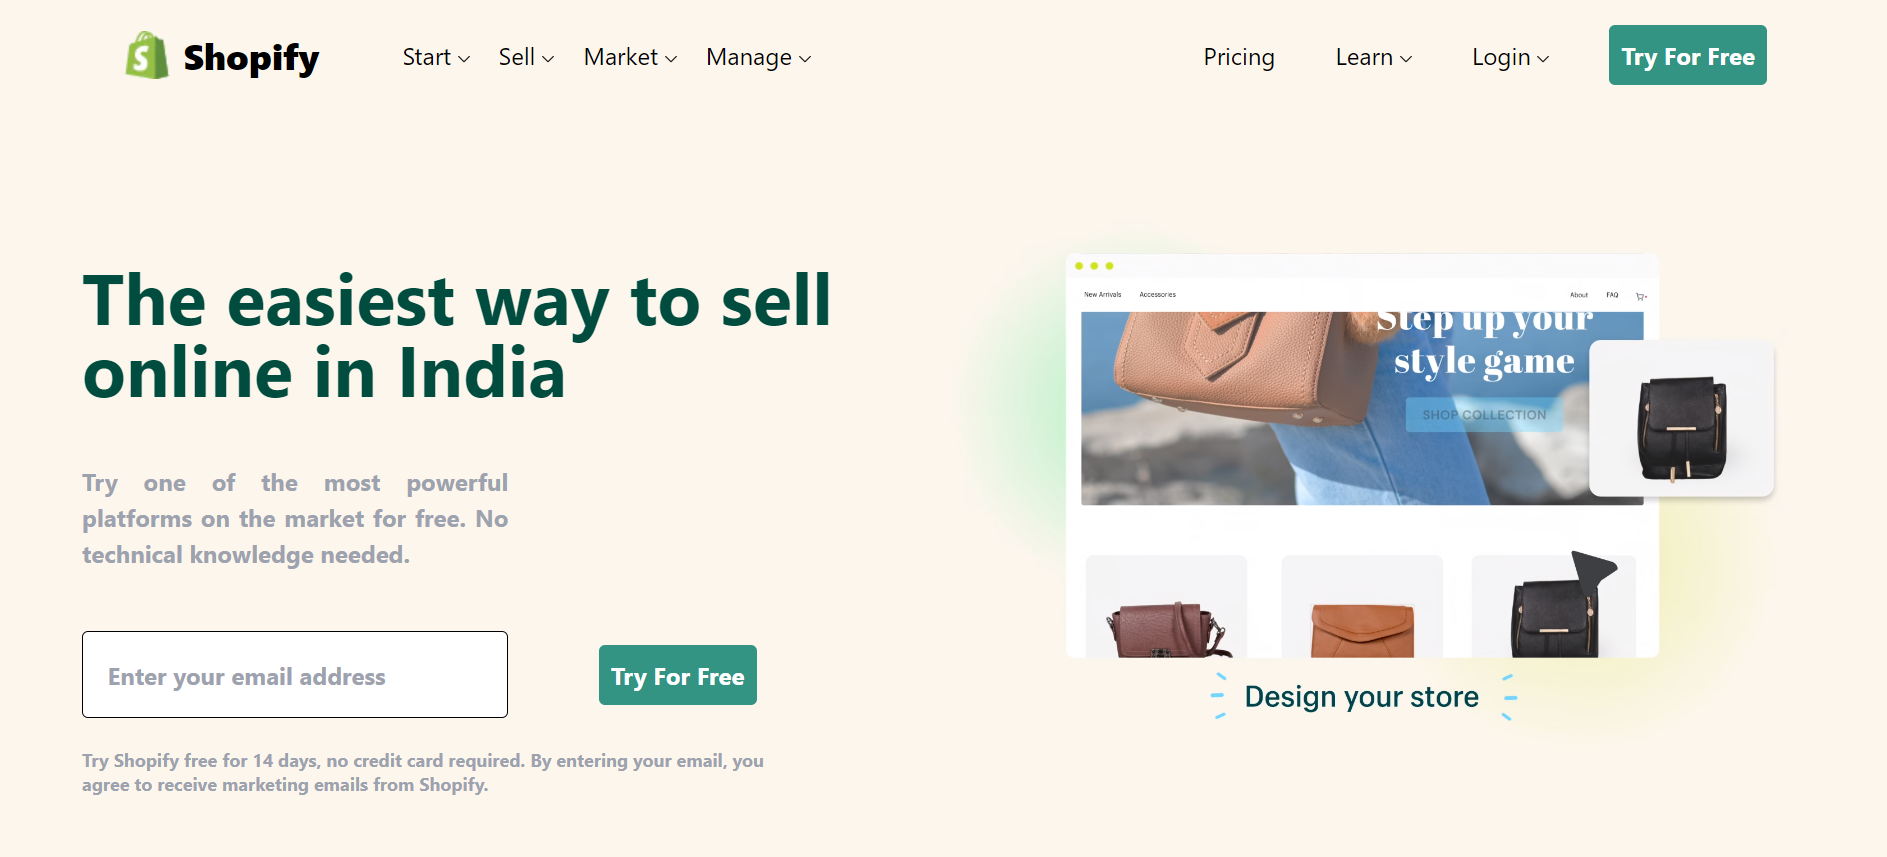 Shopify
Start
Sell
Market
Manage
Pricing
Learn
Login
Try For Free
The easiest way to sell
online in India
Try one of the most powerful
platforms on the market for free. No
technical knowledge needed.
Enter your email address
Try For Free
Try Shopify free for 14 days, no credit card required. By entering your email, you
agree to receive marketing emails from Shopify.
New Arrivals
Accessories
About
FAQ
Step up your
style game
SHOP COLLECTION
Design your store